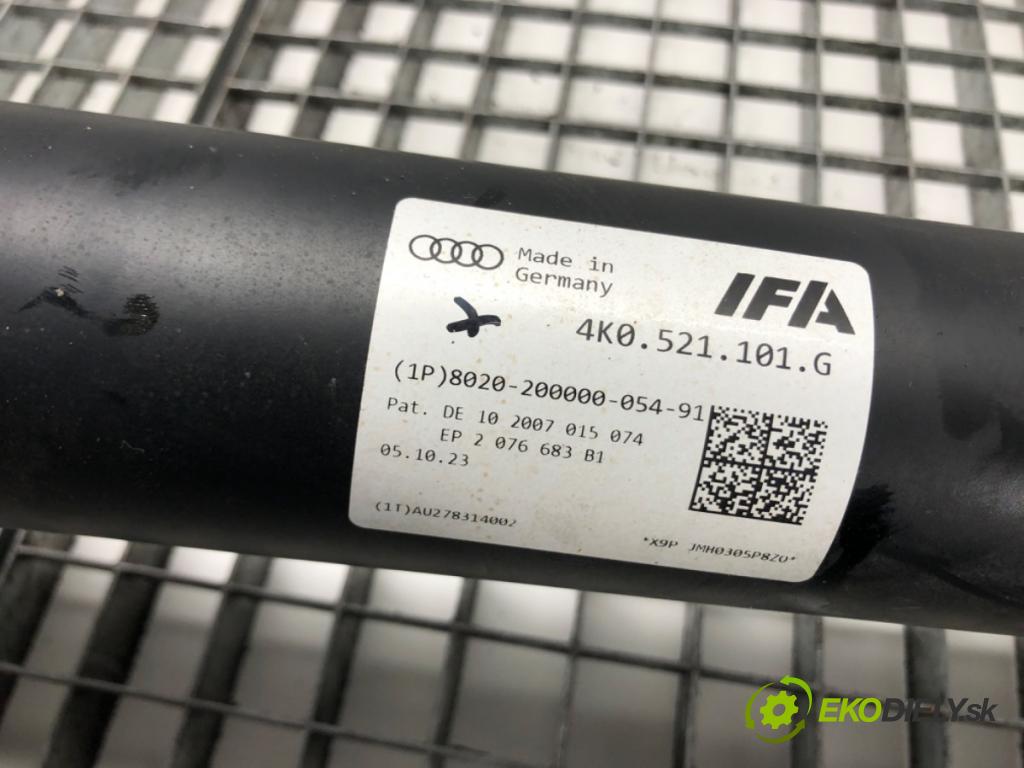 Made in
Germany
IFA
4K0.521.101.G
(1P)8020-200000-054-91
Pat. DE 10 2007 015 074
EP 2 076 683 B1
05.10.23
(1T)AU278314002
*X9P JMH0305P8ZU*
EKODIELY.sk